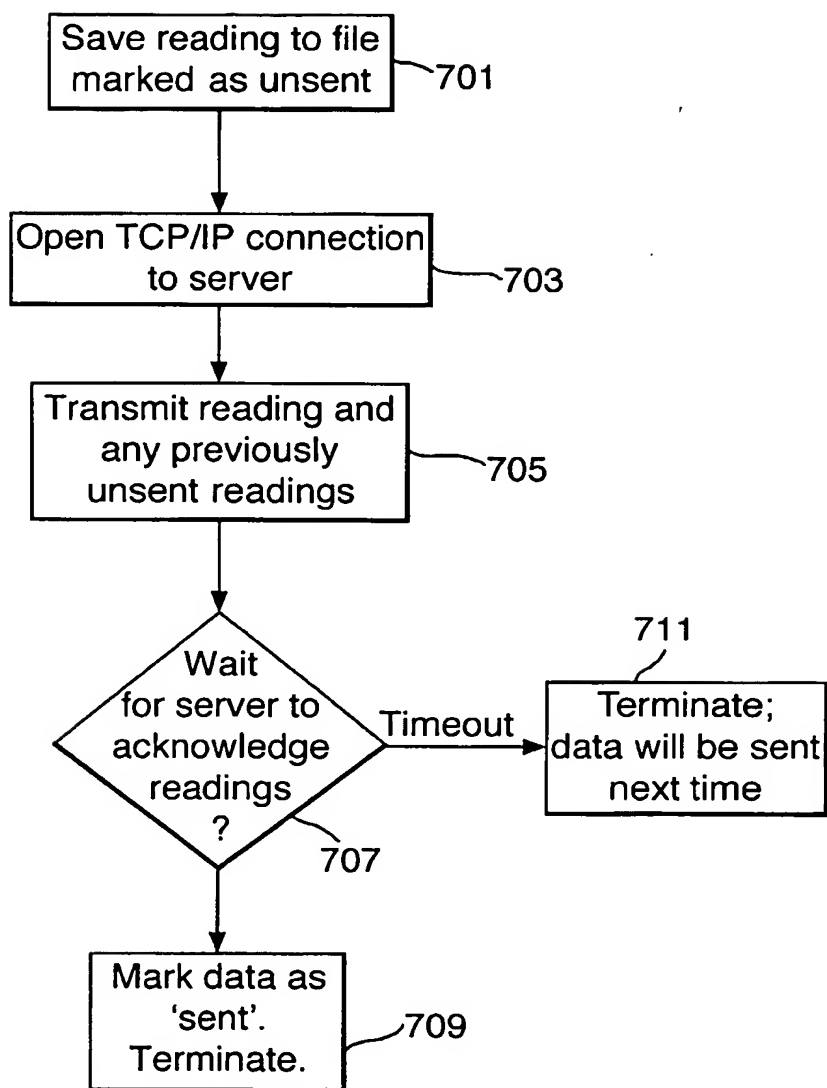 Save reading to file
marked as unsent
701
Open TCP/IP connection
to server
703
Transmit reading and
any previously
unsent readings
705
Wait
for server to
acknowledge
readings
?
707
Timeout
711
Terminate;
data will be sent
next time
Mark data as
‘sent’.
Terminate.
709